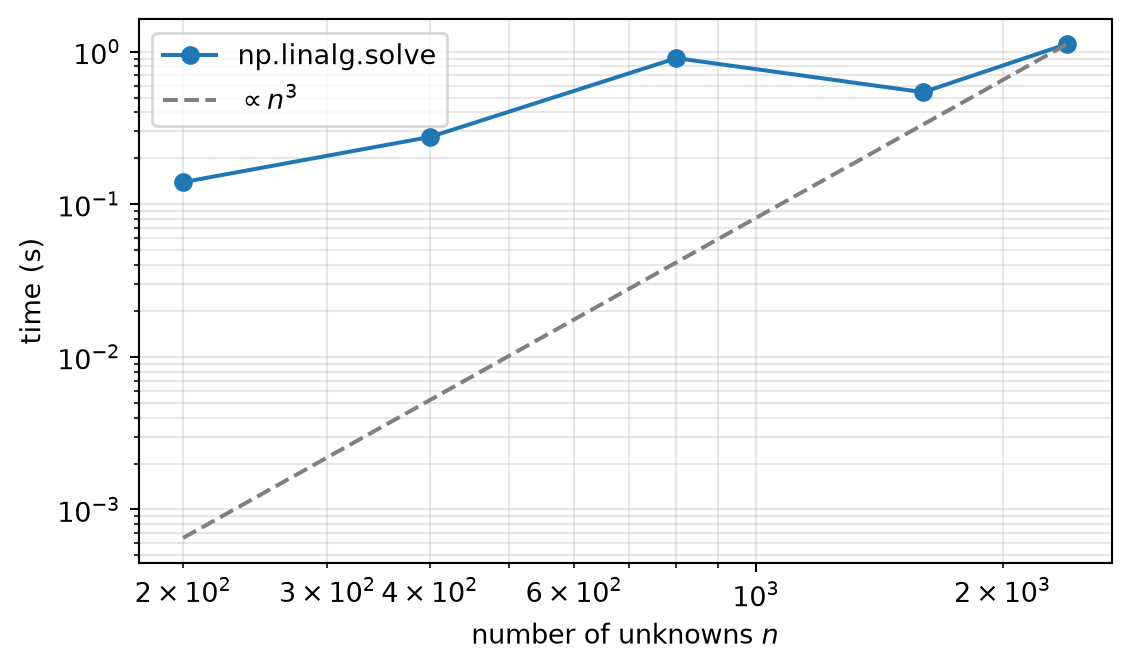 np.linalg.solve
∝ n³
10⁰
10⁻¹
10⁻²
10⁻³
time (s)
2 × 10² 3 × 10² 4 × 10² 6 × 10² 10³ 2 × 10³
number of unknowns n